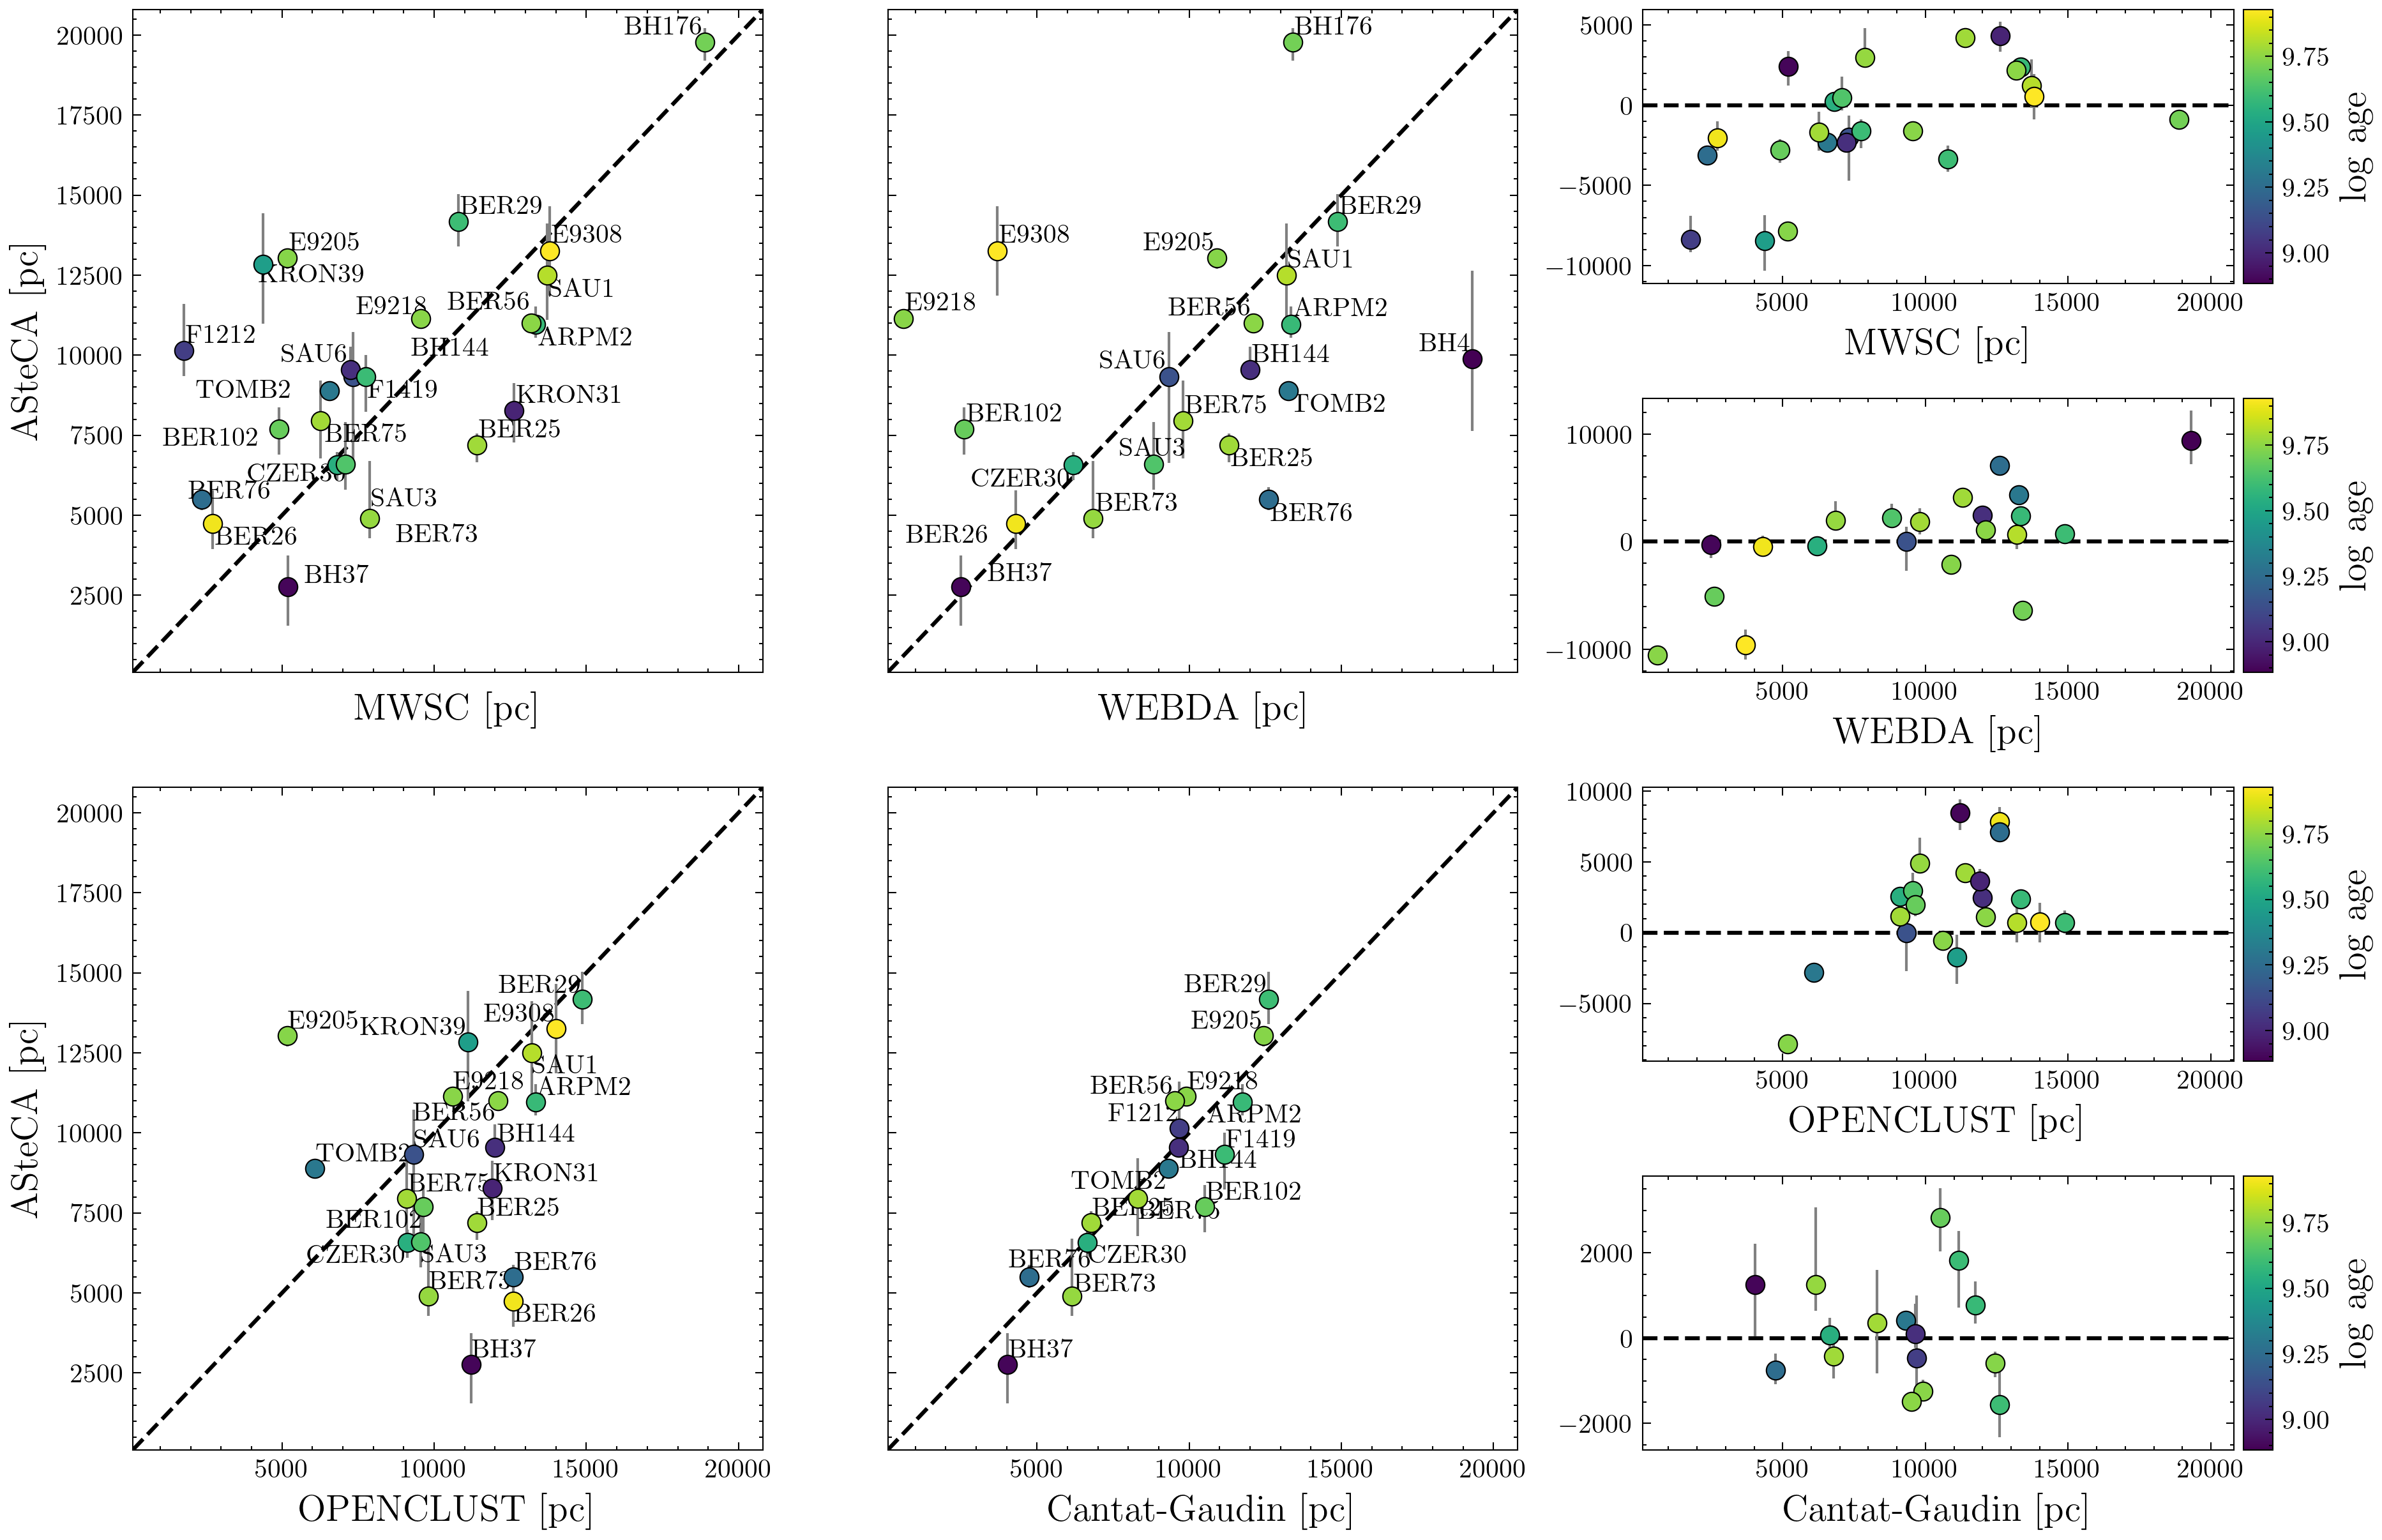 20000
17500
15000
12500
10000
7500
5000
2500
ASteCA [pc]
BH176
BER29
E9205
E9308
KRON39
SAU1
E9218
BER56
ARPM2
F1212
BH144
SAU6
TOMB2
F1419
KRON31
BER25
BER102
BER75
CZER30
BER76
SAU3
BER26
BER73
BH37
MWSC [pc]
BH176
BER29
E9308
E9205
SAU1
E9218
BER56
ARPM2
BH144
BH4
SAU6
TOMB2
BER102
BER75
SAU3
BER25
CZER30
BER73
BER76
BER26
BH37
WEBDA [pc]
5000
0
−5000
−10000
5000 10000 15000 20000
MWSC [pc]
9.75
9.50
9.25
9.00
log age
10000
0
−10000
5000 10000 15000 20000
WEBDA [pc]
9.75
9.50
9.25
9.00
log age
20000
17500
15000
12500
10000
7500
5000
2500
ASteCA [pc]
BER29
E9308
E9205
KRON39
SAU1
E9218
ARPM2
BER56
SAU6
BH144
TOMB2
KRON31
BER75
BER25
BER102
CZER30
SAU3
BER76
BER73
BER26
BH37
5000 10000 15000 20000
OPENCLUST [pc]
BER29
E9205
BER56
E9218
F1212
ARPM2
F1419
BH144
TOMB2
BER102
BER25
BER75
BER76
CZER30
BER73
BH37
5000 10000 15000 20000
Cantat-Gaudin [pc]
10000
5000
0
−5000
5000 10000 15000 20000
OPENCLUST [pc]
9.75
9.50
9.25
9.00
log age
2000
0
−2000
5000 10000 15000 20000
Cantat-Gaudin [pc]
9.75
9.50
9.25
9.00
log age